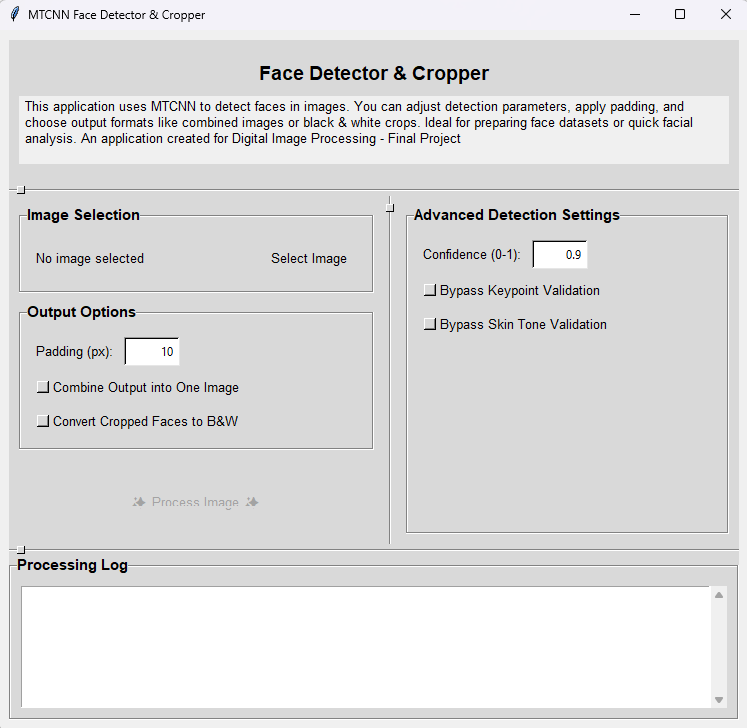 MTCNN Face Detector & Cropper
Face Detector & Cropper
This application uses MTCNN to detect faces in images. You can adjust detection parameters, apply padding, and
choose output formats like combined images or black & white crops. Ideal for preparing face datasets or quick facial
analysis. An application created for Digital Image Processing - Final Project
Image Selection
No image selected
Select Image
Output Options
Padding (px):
10
Combine Output into One Image
Convert Cropped Faces to B&W
✨ Process Image ✨
Advanced Detection Settings
Confidence (0-1):
0.9
Bypass Keypoint Validation
Bypass Skin Tone Validation
Processing Log